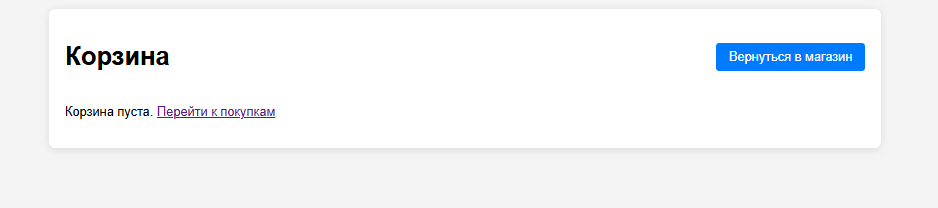 Корзина
Вернуться в магазин
Корзина пуста. Перейти к покупкам